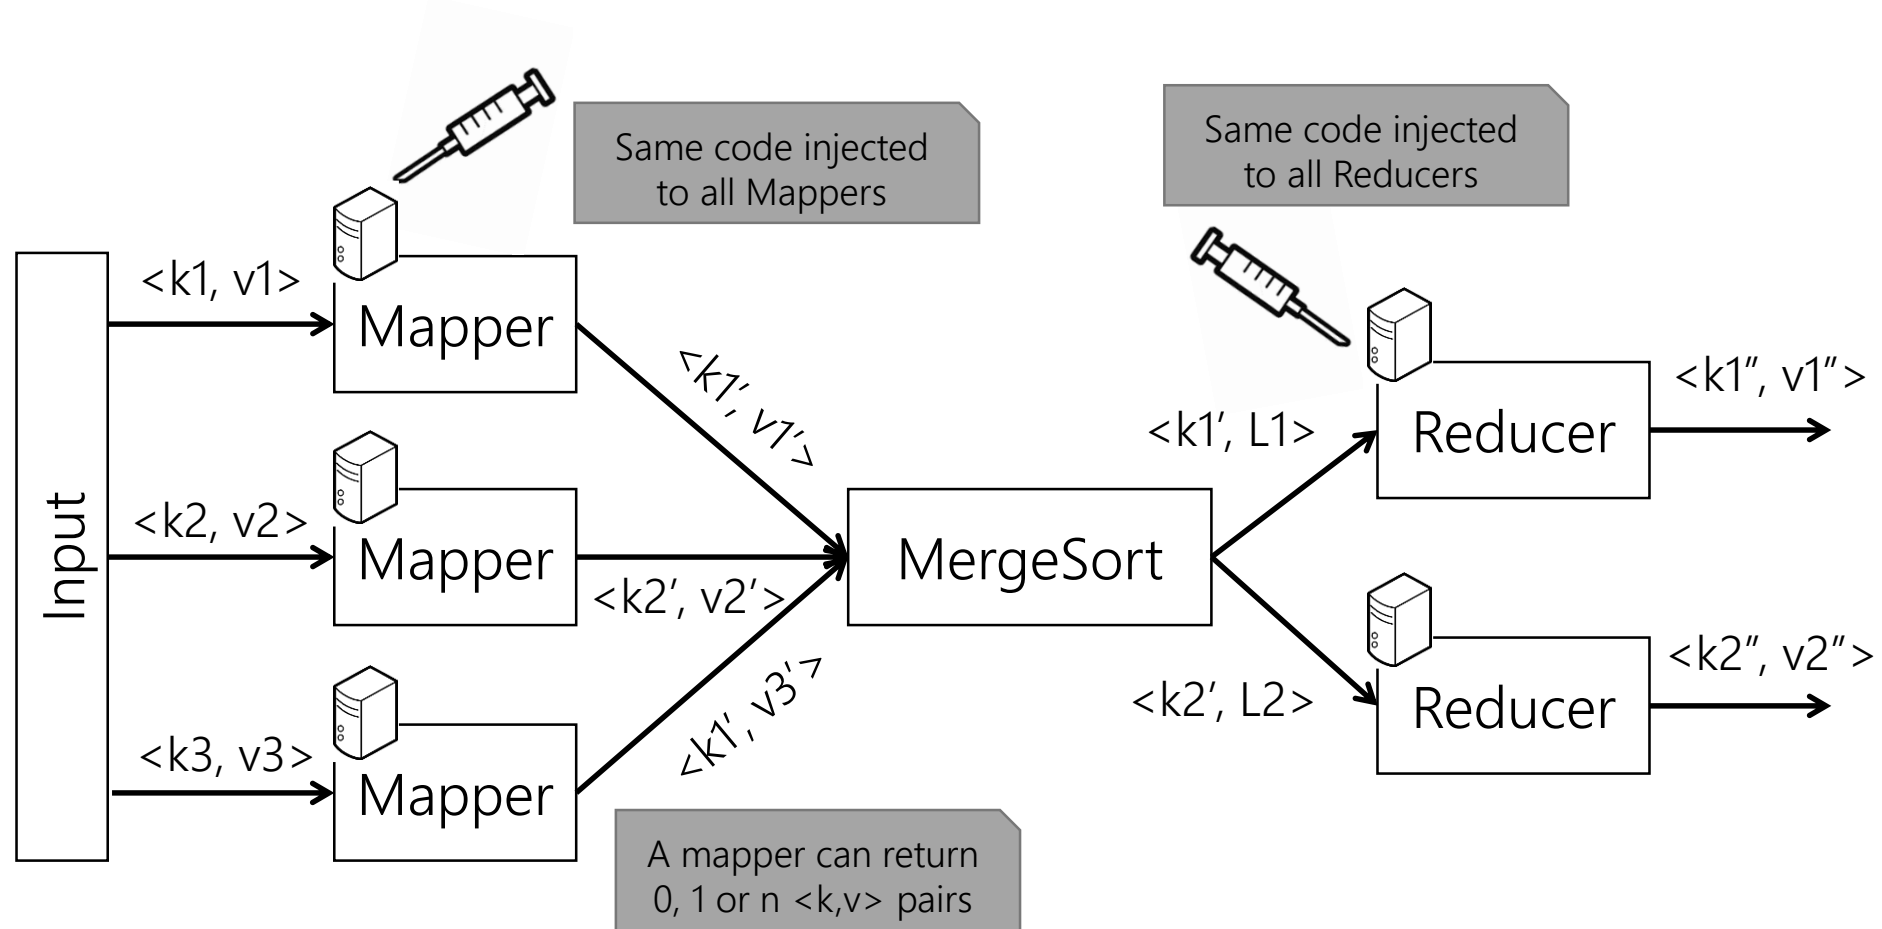 Same code injected
to all Mappers
Same code injected
to all Reducers
Input
<k1, v1>
Mapper
<k1′, v1′>
<k2, v2>
Mapper
<k2′, v2′>
<k3, v3>
Mapper
<k1′, v3′>
A mapper can return
0, 1 or n <k,v> pairs
MergeSort
<k1′, L1>
Reducer
<k1″, v1″>
<k2′, L2>
Reducer
<k2″, v2″>